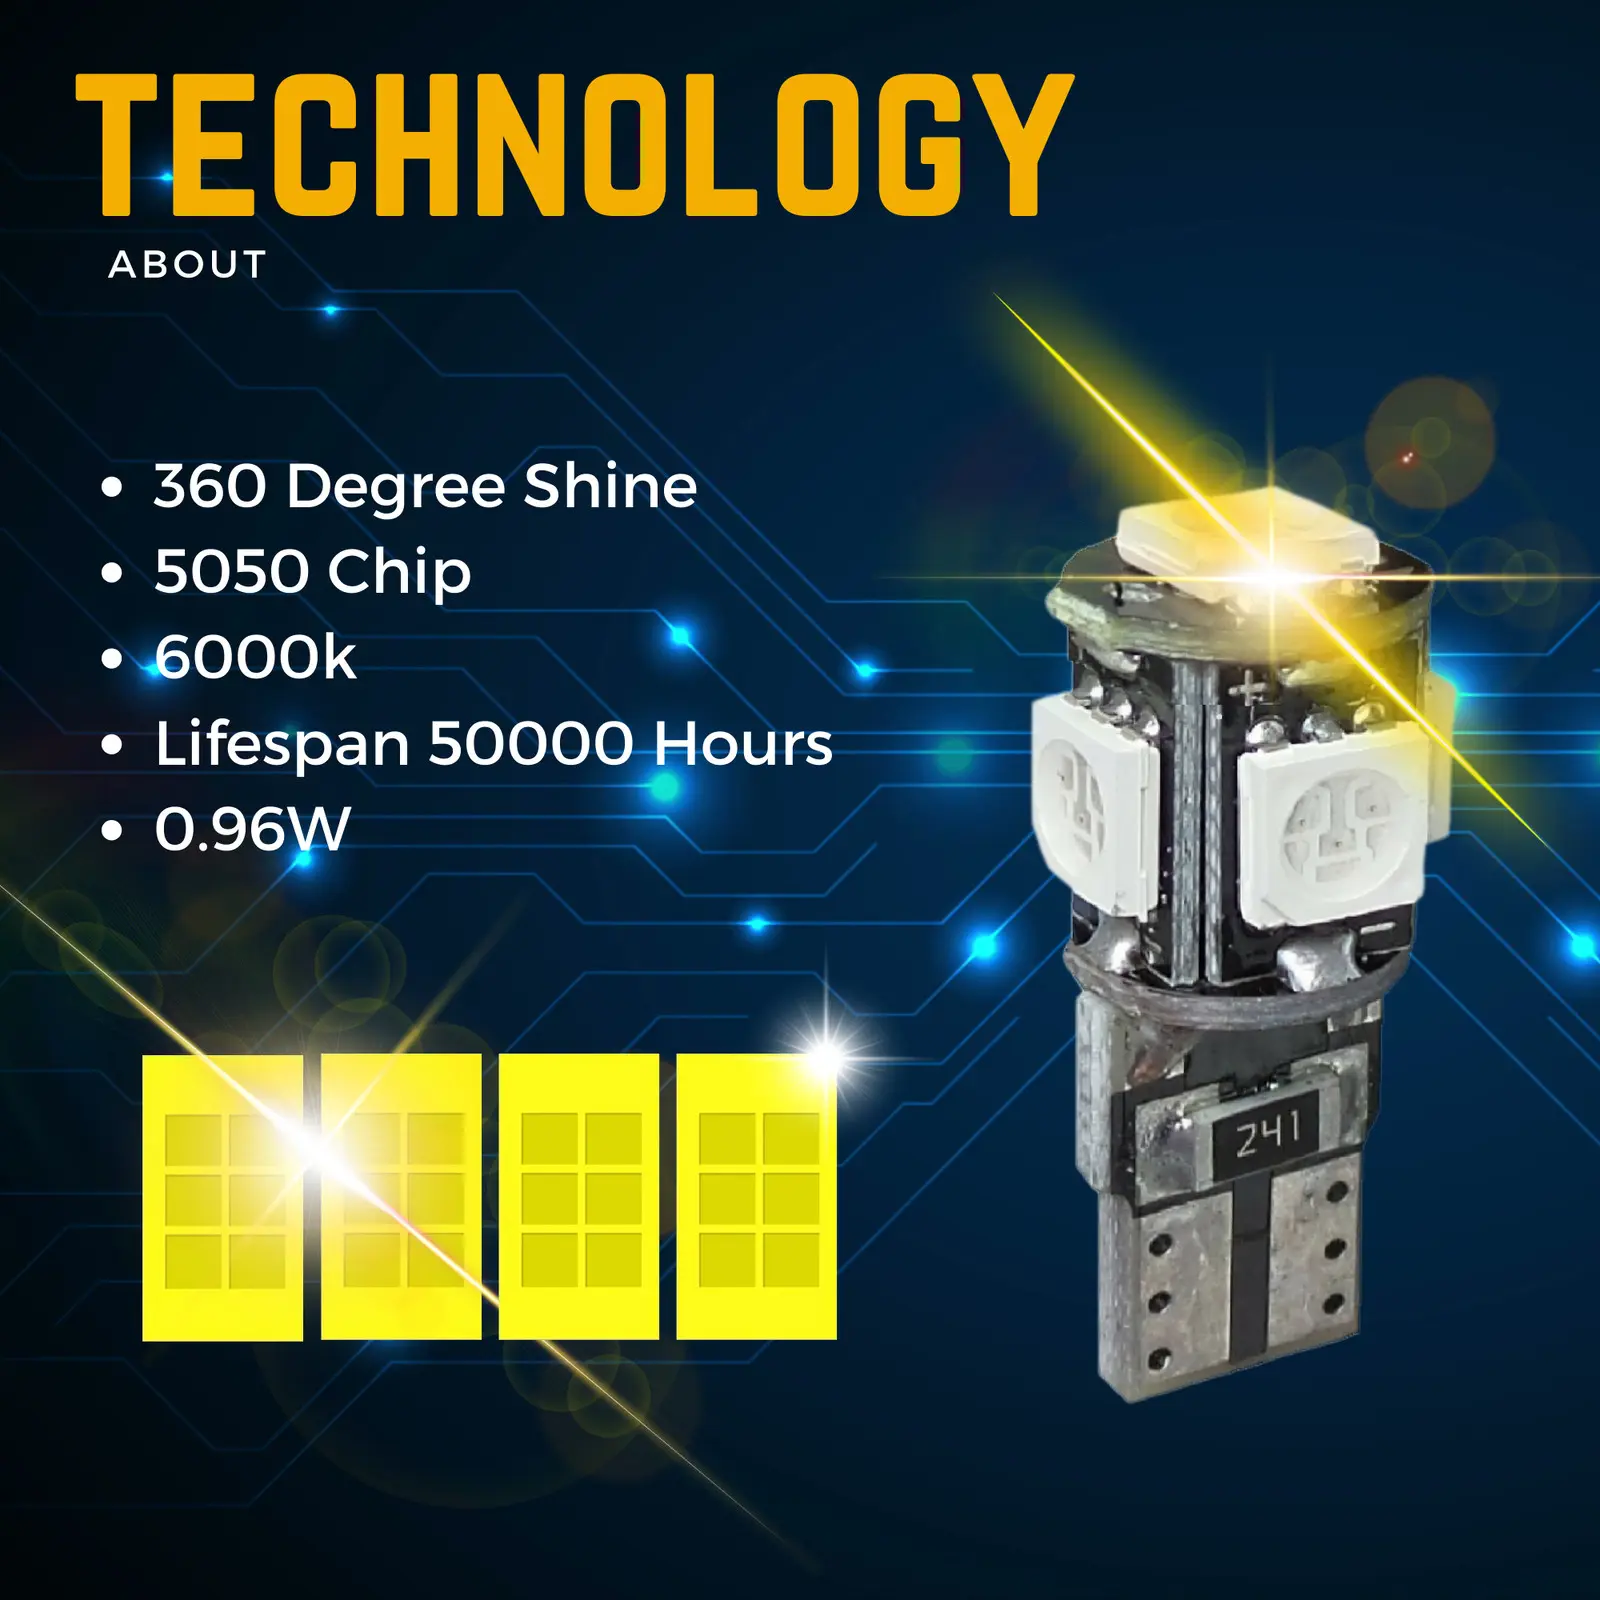 TECHNOLOGY
ABOUT
• 360 Degree Shine
• 5050 Chip
• 6000k
• Lifespan 50000 Hours
• 0.96W
+
241